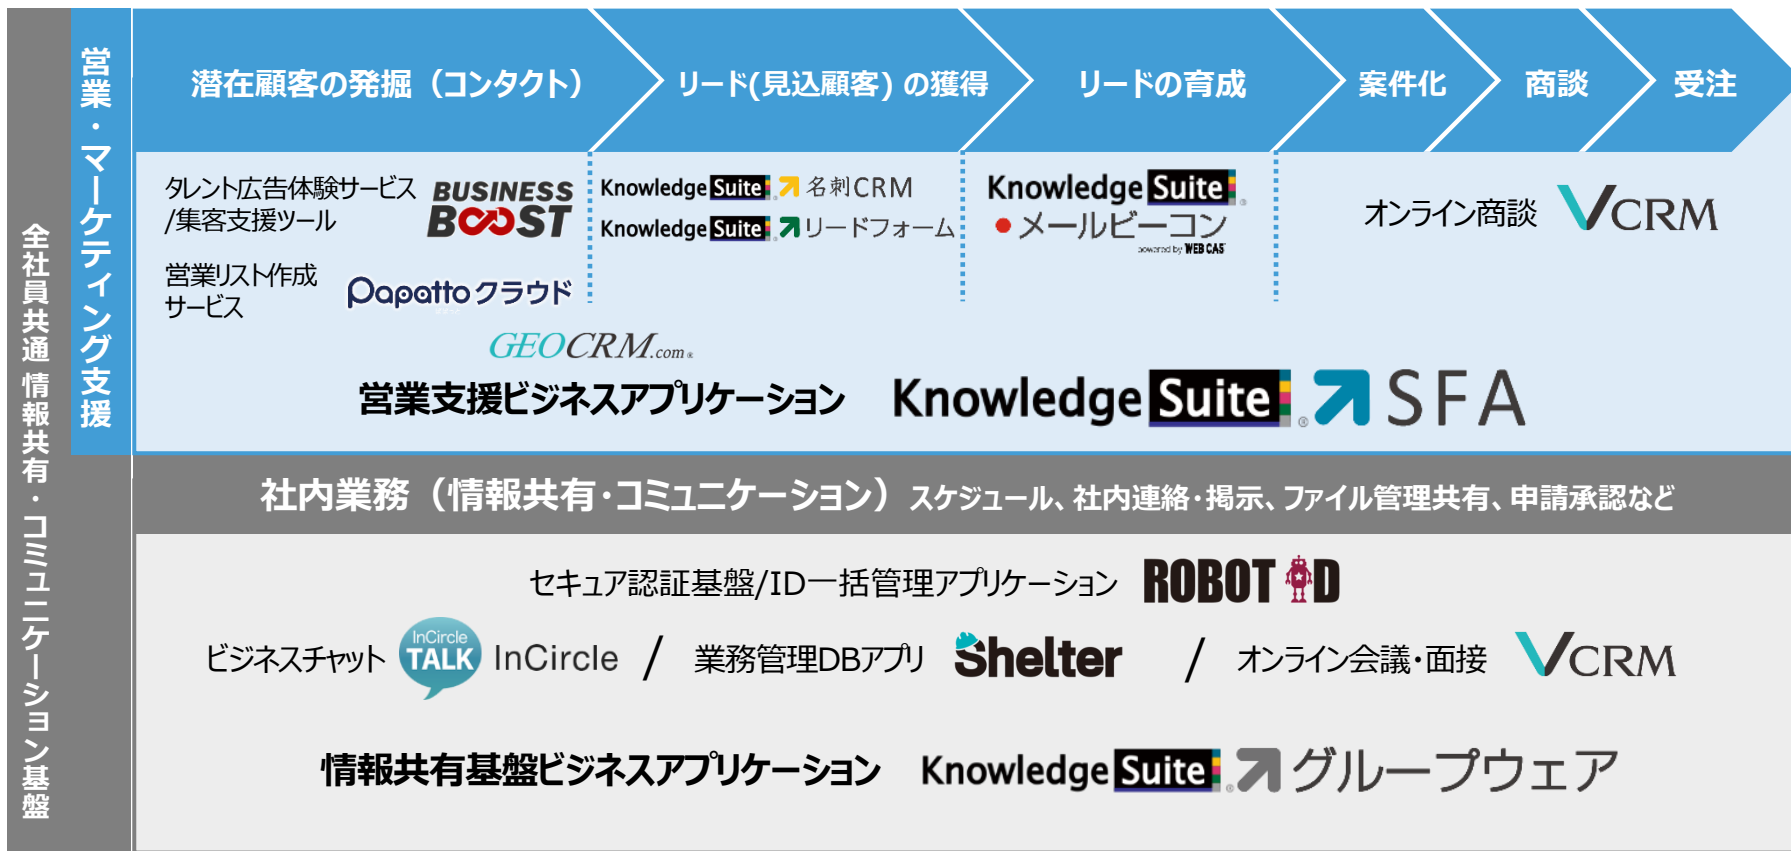 全社員共通 情報共有・コミュニケーション基盤
営業・マーケティング支援
潜在顧客の発掘（コンタクト）
リード(見込顧客) の獲得
リードの育成
案件化
商談
受注
タレント広告体験サービス
/集客支援ツール
BUSINESS
BOOST
営業リスト作成
サービス
Papattoクラウド
Knowledge Suite® 名刺CRM
Knowledge Suite® リードフォーム
Knowledge Suite®
メールビーコン
powered by WEB CAS
オンライン商談
VCRM
GEOCRM.com®
営業支援ビジネスアプリケーション
Knowledge Suite® SFA
社内業務（情報共有・コミュニケーション）スケジュール、社内連絡・掲示、ファイル管理共有、申請承認など
セキュア認証基盤/ID一括管理アプリケーション
ROBOT ID
ビジネスチャット
InCircle
TALK
InCircle
/
業務管理DBアプリ
Shelter
/
オンライン会議・面接
VCRM
情報共有基盤ビジネスアプリケーション
Knowledge Suite® グループウェア